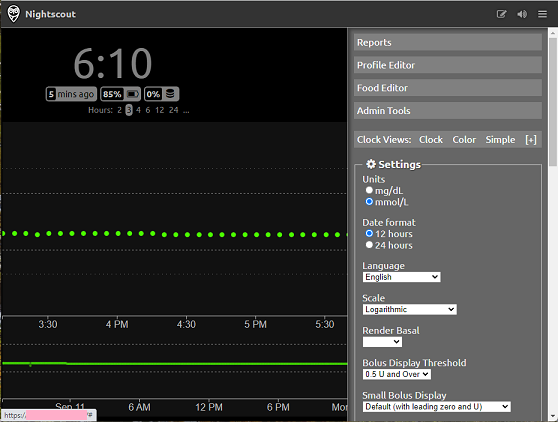 Nightscout
6:10
5 mins ago 85% 0%
Hours: 2 3 4 6 12 24 ...
3:30 4 PM 4:30 5 PM 5:30
Sep 11 6 AM 12 PM 6 PM Mon
https:/ /#
Reports
Profile Editor
Food Editor
Admin Tools
Clock Views: Clock Color Simple [+]
Settings
Units
mg/dL
mmol/L
Date format
12 hours
24 hours
Language
English
Scale
Logarithmic
Render Basal
Bolus Display Threshold
0.5 U and Over
Small Bolus Display
Default (with leading zero and U)